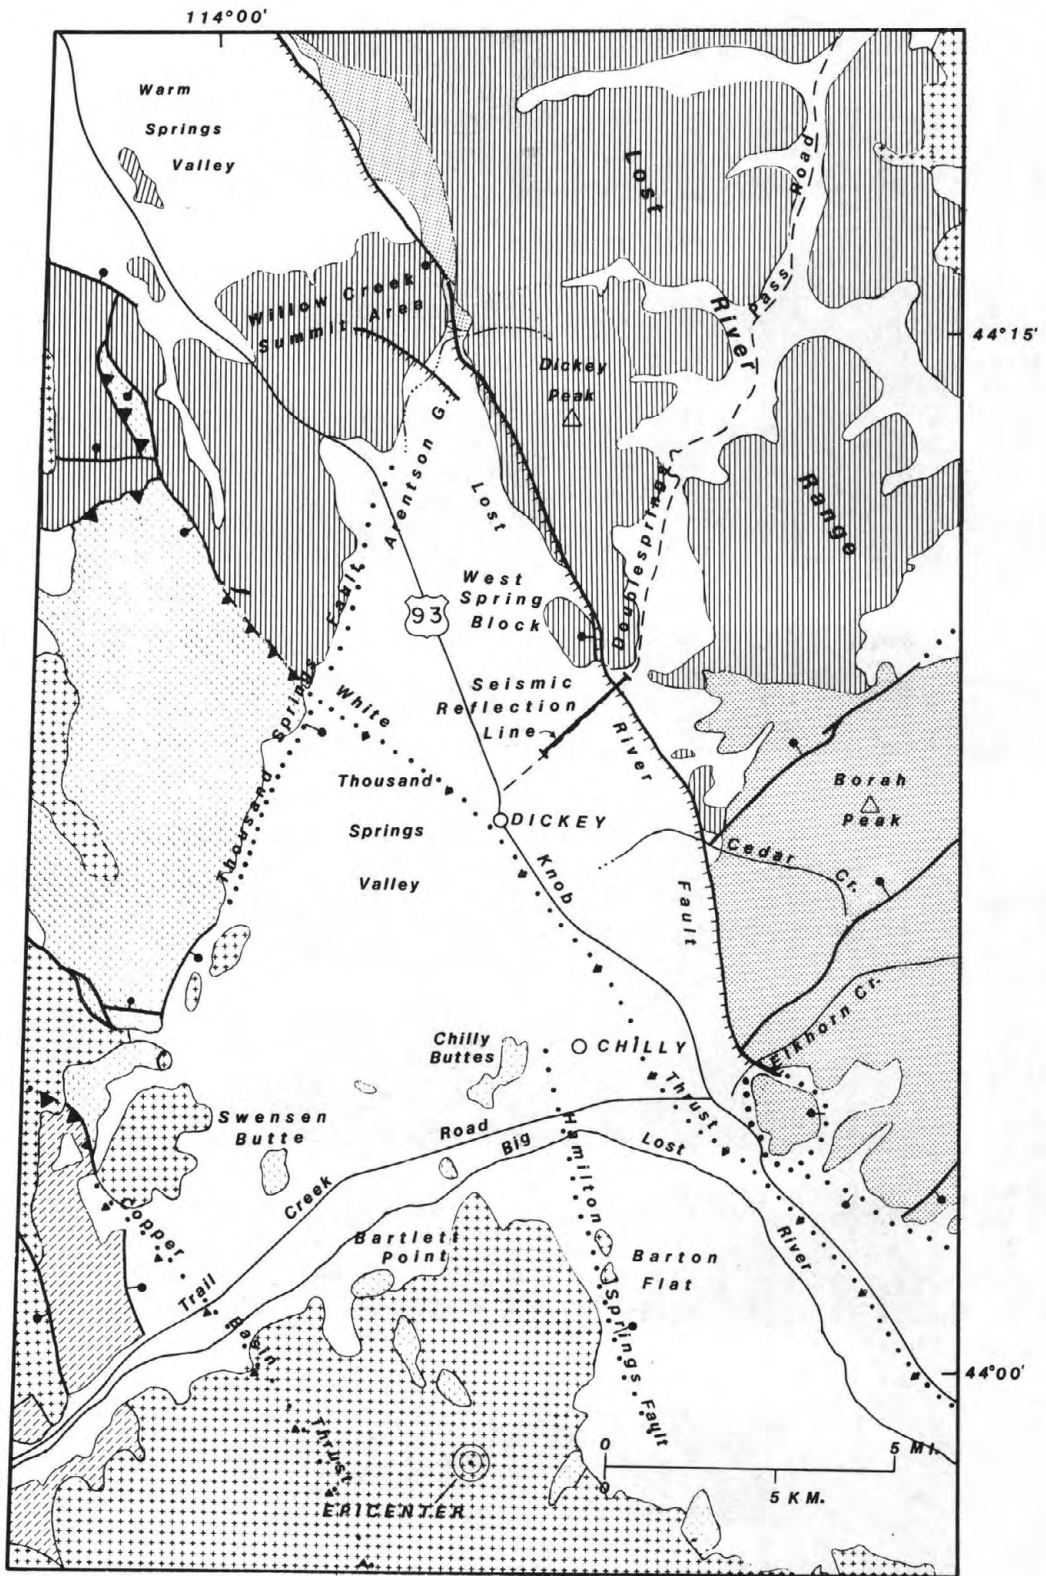 114°00'
Warm
Springs
Valley
Lost
River
Range
Doublesprings Pass Road
Willow Creek
Summit Area
44°15'
Dickey
Peak
Arentson G.
Lost
River
Fault
West
Spring
Block
93
Seismic
Reflection
Line
Thousand Springs Fault
White
Knob
Thrust
Thousand
Springs
Valley
DICKEY
Borah
Peak
Cedar Cr.
Elkhorn Cr.
Chilly
Buttes
CHILLY
Swensen
Butte
Trail Creek Road
Big Lost River
Hamilton Springs Fault
Copper Basin Thrust
Bartlett
Point
Barton
Flat
44°00'
EPICENTER
0 5 MI.
0 5 KM.